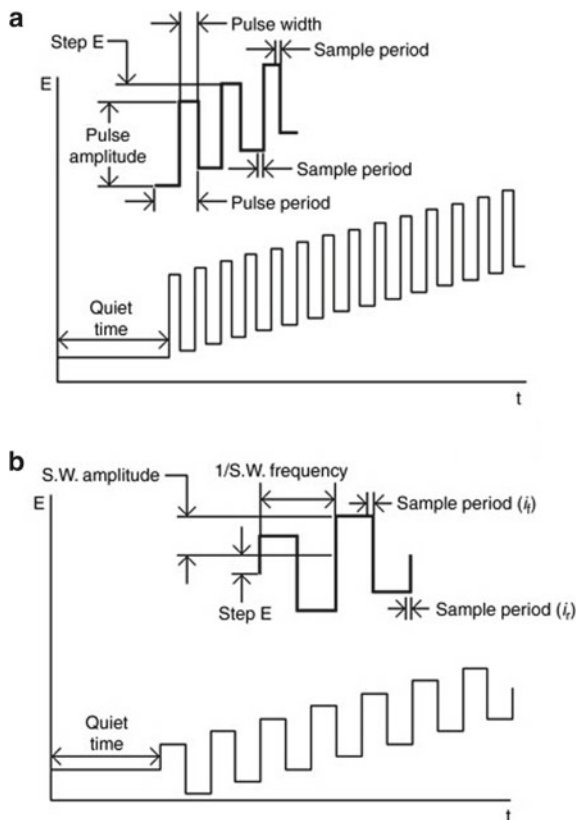 a
Pulse width
Step E
Sample period
E
Pulse
amplitude
Sample period
Pulse period
Quiet
time
t
b
S.W. amplitude
1/S.W. frequency
E
Sample period (if)
Step E
Sample period (ir)
Quiet
time
t